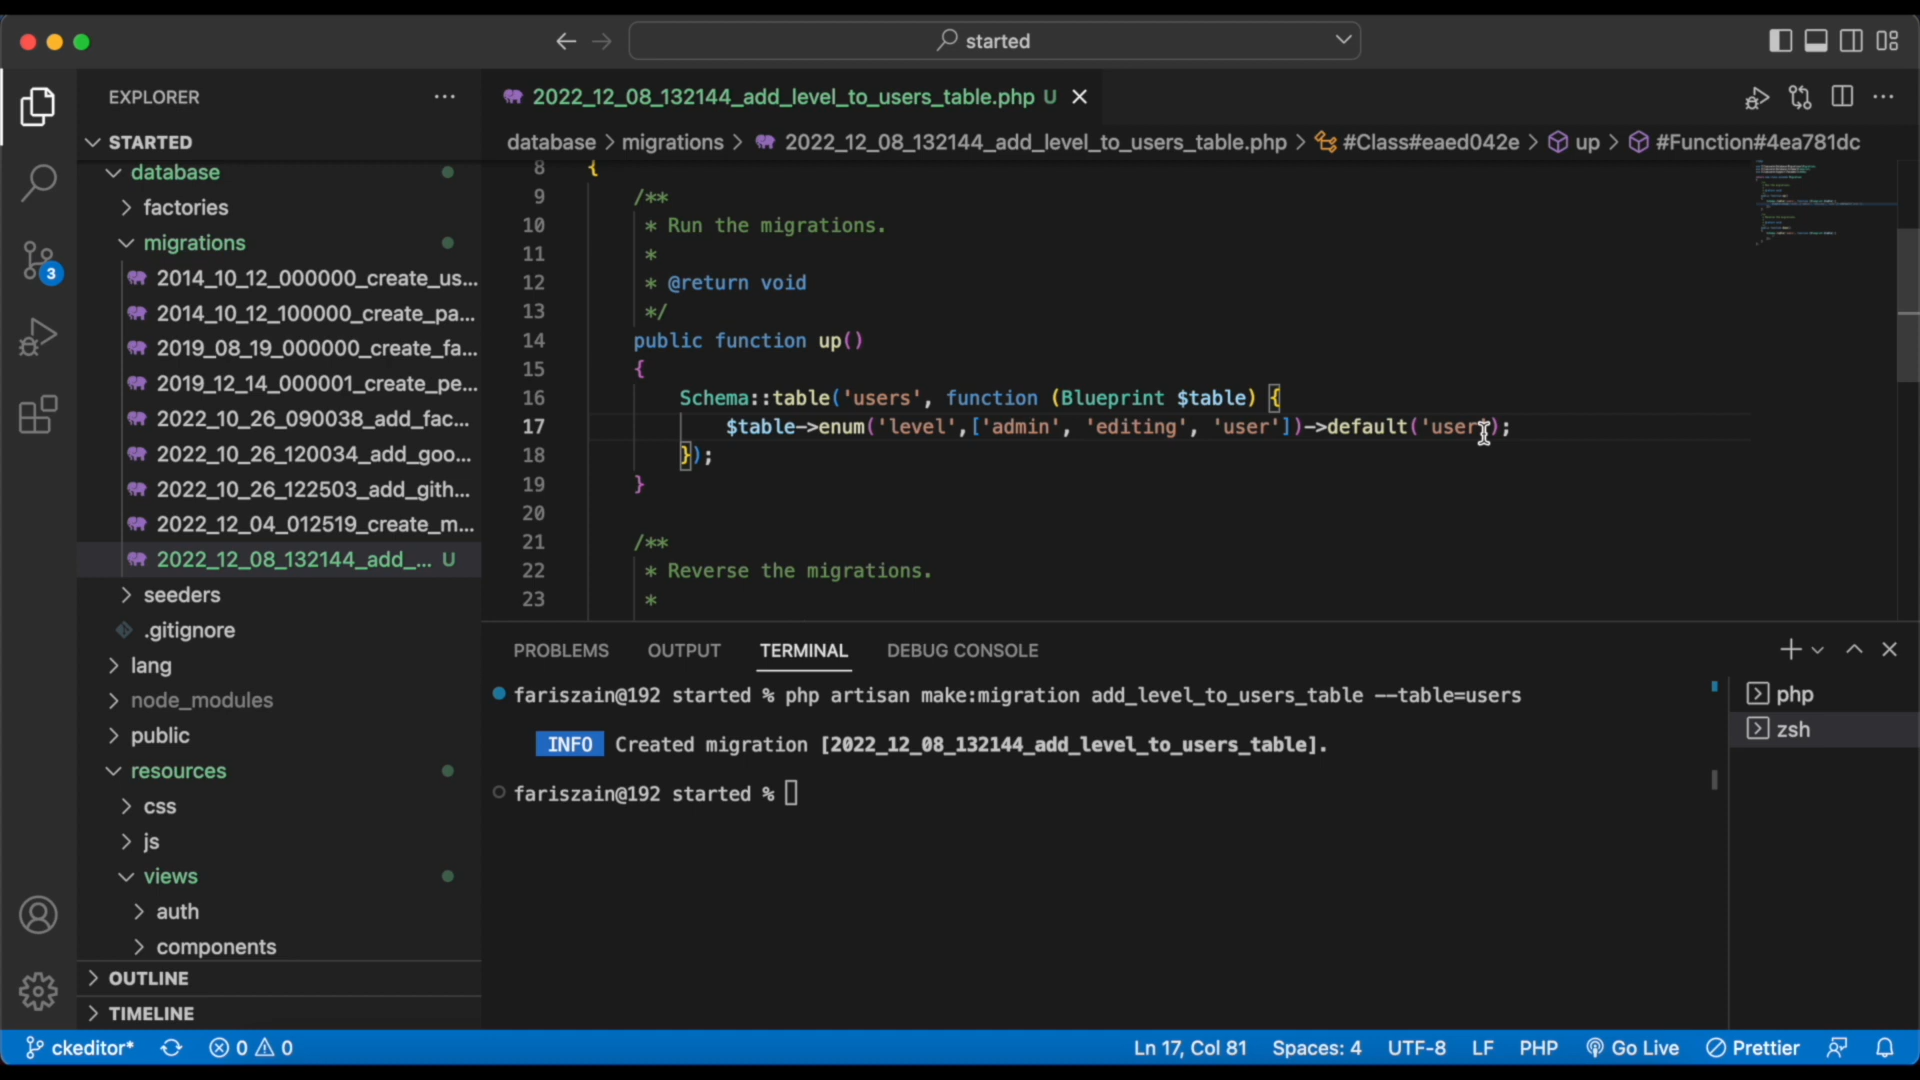 started
EXPLORER
STARTED
database
factories
migrations
2014_10_12_000000_create_us...
2014_10_12_100000_create_pa...
2019_08_19_000000_create_fa...
2019_12_14_000001_create_pe...
2022_10_26_090038_add_fac...
2022_10_26_120034_add_goo...
2022_10_26_122503_add_gith...
2022_12_04_012519_create_m...
2022_12_08_132144_add_... U
seeders
.gitignore
lang
node_modules
public
resources
css
js
views
auth
components
OUTLINE
TIMELINE
2022_12_08_132144_add_level_to_users_table.php U
database > migrations > 2022_12_08_132144_add_level_to_users_table.php > #Class#eaed042e > up > #Function#4ea781dc
8 {
9 /**
10 * Run the migrations.
11 *
12 * @return void
13 */
14 public function up()
15 {
16 Schema::table('users', function (Blueprint $table) {
17 $table->enum('level',['admin', 'editing', 'user'])->default('user');
18 });
19 }
20
21 /**
22 * Reverse the migrations.
23 *
PROBLEMS OUTPUT TERMINAL DEBUG CONSOLE
fariszain@192 started % php artisan make:migration add_level_to_users_table --table=users
INFO Created migration [2022_12_08_132144_add_level_to_users_table].
fariszain@192 started %
php
zsh
3
ckeditor* 0 0 Ln 17, Col 81 Spaces: 4 UTF-8 LF PHP Go Live Prettier